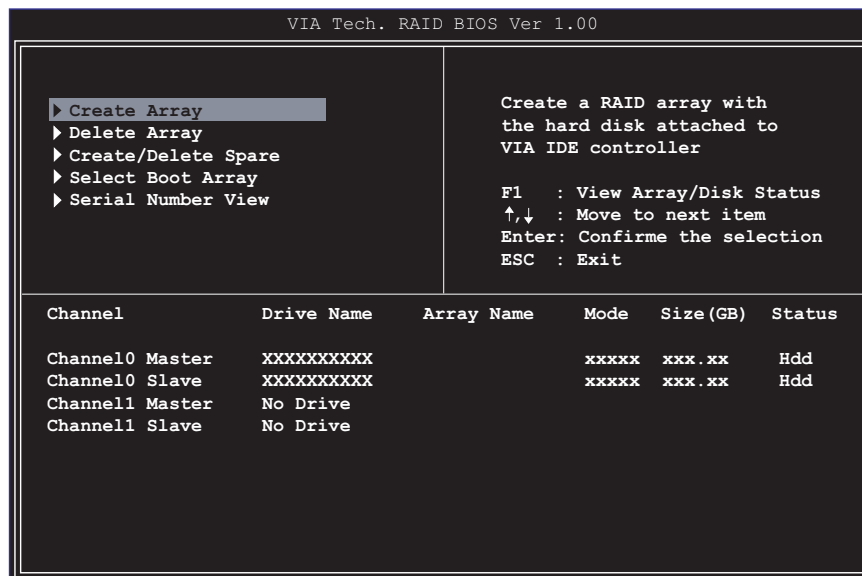 VIA Tech. RAID BIOS Ver 1.00
Create Array
Delete Array
Create/Delete Spare
Select Boot Array
Serial Number View
Create a RAID array with
the hard disk attached to
VIA IDE controller
F1 : View Array/Disk Status
↑,↓ : Move to next item
Enter: Confirme the selection
ESC : Exit
Channel Drive Name Array Name Mode Size(GB) Status
Channel0 Master XXXXXXXXXX xxxxx xxx.xx Hdd
Channel0 Slave XXXXXXXXXX xxxxx xxx.xx Hdd
Channel1 Master No Drive
Channel1 Slave No Drive